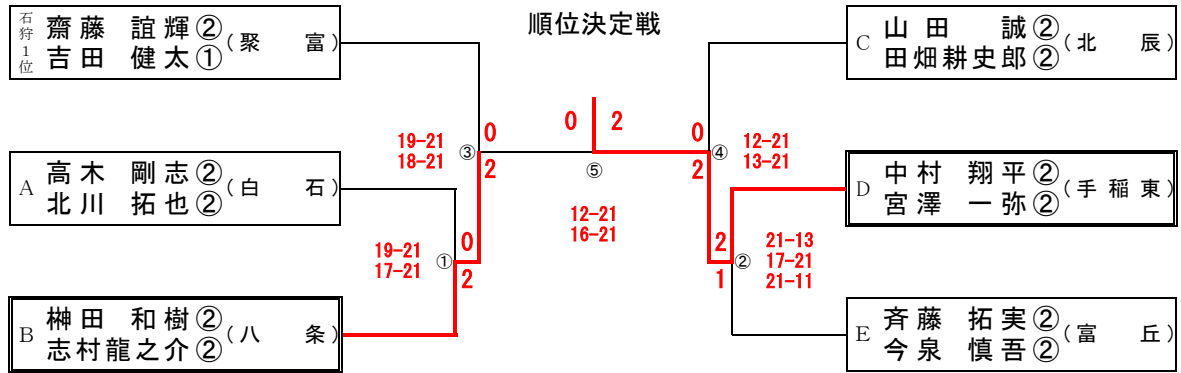 順位決定戦
石狩1位
齋藤 誼輝② (聚 富)
吉田 健太①
A 高木 剛志② (白 石)
北川 拓也②
B 榊田 和樹② (八 条)
志村龍之介②
C 山田 誠② (北 辰)
田畑耕史郎②
D 中村 翔平② (手稲東)
宮澤 一弥②
E 斉藤 拓実② (富 丘)
今泉 慎吾②
19-21
18-21
③
0
2
19-21
17-21
①
0
2
0 2
⑤
12-21
16-21
0
2
④
12-21
13-21
2
1
②
21-13
17-21
21-11